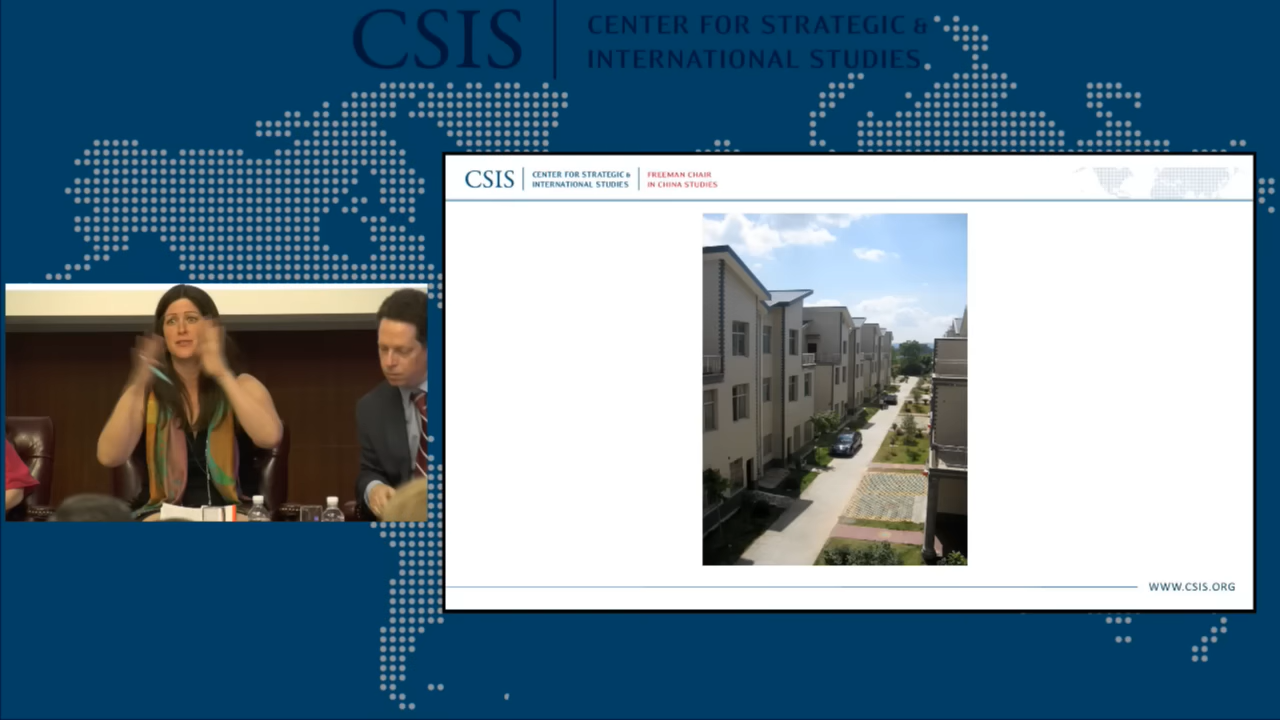 CSIS
CENTER FOR STRATEGIC &
INTERNATIONAL STUDIES
CSIS
CENTER FOR STRATEGIC &
INTERNATIONAL STUDIES
FREEMAN CHAIR
IN CHINA STUDIES
WWW.CSIS.ORG